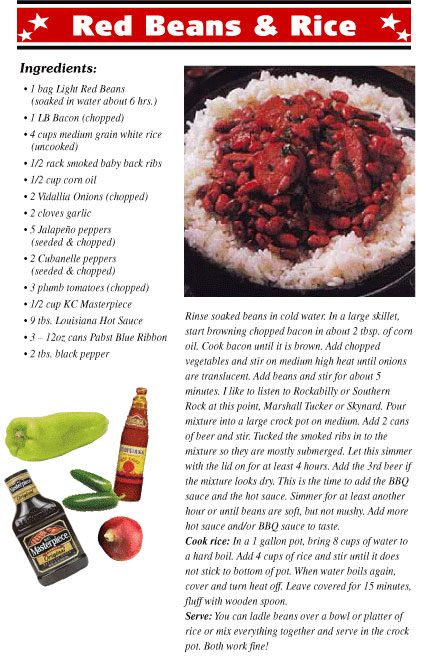 Red Beans & Rice
Ingredients:
• 1 bag Light Red Beans
(soaked in water about 6 hrs.)
• 1 LB Bacon (chopped)
• 4 cups medium grain white rice
(uncooked)
• 1/2 rack smoked baby back ribs
• 1/2 cup corn oil
• 2 Vidallia Onions (chopped)
• 2 cloves garlic
• 5 Jalapeño peppers
(seeded & chopped)
• 2 Cubanelle peppers
(seeded & chopped)
• 3 plumb tomatoes (chopped)
• 1/2 cup KC Masterpiece
• 9 tbs. Louisiana Hot Sauce
• 3 – 12oz cans Pabst Blue Ribbon
• 2 tbs. black pepper
Rinse soaked beans in cold water. In a large skillet,
start browning chopped bacon in about 2 tbsp. of corn
oil. Cook bacon until it is brown. Add chopped
vegetables and stir on medium high heat until onions
are translucent. Add beans and stir for about 5
minutes. I like to listen to Rockabilly or Southern
Rock at this point, Marshall Tucker or Skynard. Pour
mixture into a large crock pot on medium. Add 2 cans
of beer and stir. Tucked the smoked ribs in to the
mixture so they are mostly submerged. Let this simmer
with the lid on for at least 4 hours. Add the 3rd beer if
the mixture looks dry. This is the time to add the BBQ
sauce and the hot sauce. Simmer for at least another
hour or until beans are soft, but not mushy. Add more
hot sauce and/or BBQ sauce to taste.
Cook rice: In a 1 gallon pot, bring 8 cups of water to
a hard boil. Add 4 cups of rice and stir until it does
not stick to bottom of pot. When water boils again,
cover and turn heat off. Leave covered for 15 minutes,
fluff with wooden spoon.
Serve: You can ladle beans over a bowl or platter of
rice or mix everything together and serve in the crock
pot. Both work fine!
Masterpiece
Original